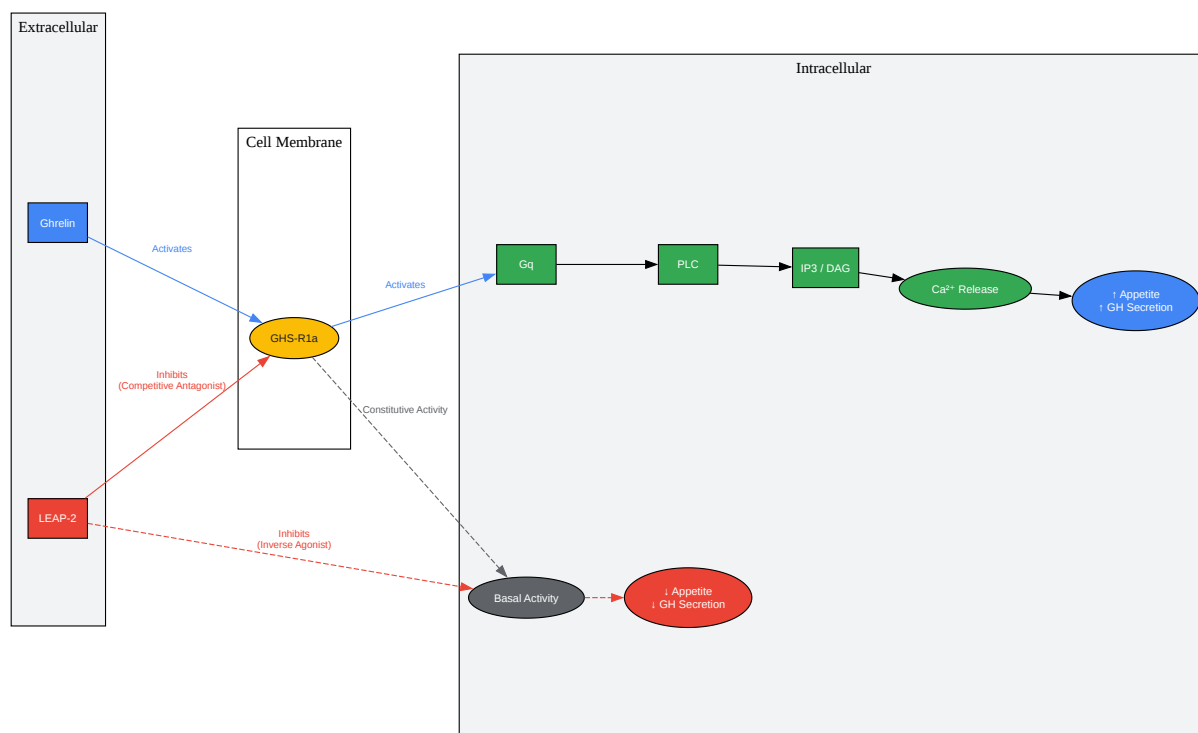 Extracellular
Intracellular
Cell Membrane
Ghrelin
Activates
Activates
Gq
PLC
IP3 / DAG
Ca²⁺ Release
↑ Appetite
↑ GH Secretion
GHS-R1a
Inhibits
(Competitive Antagonist)
Constitutive Activity
LEAP-2
Inhibits
(Inverse Agonist)
Basal Activity
↓ Appetite
↓ GH Secretion